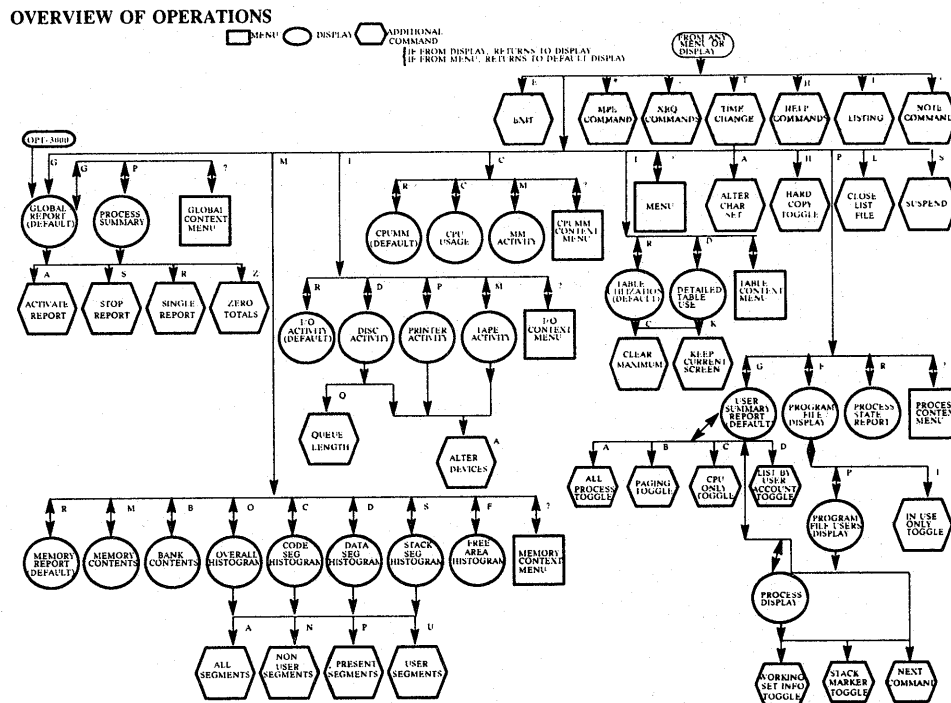 OVERVIEW OF OPERATIONS
MENU
DISPLAY
ADDITIONAL
COMMAND
IF FROM DISPLAY, RETURNS TO DISPLAY
IF FROM MENU, RETURNS TO DEFAULT DISPLAY
FROM ANY
MENU OR
DISPLAY
E
*
T
H
EXIT
MPE
COMMAND
TIME
CHANGE
HELP
COMMANDS
LISTING
NOTE
COMMAND
OPT-3000
G
G
P
?
M
I
C
A
H
P
L
S
GLOBAL
REPORT
(DEFAULT)
PROCESS
SUMMARY
GLOBAL
CONTEXT
MENU
R
C
M
?
CPUMM
(DEFAULT)
CPU
USAGE
MM
ACTIVITY
CPUMM
CONTEXT
MENU
MENU
ALTER
CHAR
SET
HARD
COPY
TOGGLE
CLOSE
LIST
FILE
SUSPEND
A
S
R
Z
ACTIVATE
REPORT
STOP
REPORT
SINGLE
REPORT
ZERO
TOTALS
R
D
TABLE
UTILIZATION
(DEFAULT)
DETAILED
TABLE
USE
TABLE
CONTEXT
MENU
R
D
P
M
?
I/O
ACTIVITY
(DEFAULT)
DISC
ACTIVITY
PRINTER
ACTIVITY
TAPE
ACTIVITY
I/O
CONTEXT
MENU
C
K
CLEAR
MAXIMUM
KEEP
CURRENT
SCREEN
Q
QUEUE
LENGTH
A
ALTER
DEVICES
G
F
R
USER
SUMMARY
REPORT
(DEFAULT)
PROGRAM
FILE
DISPLAY
PROCESS
STATE
REPORT
MENU
A
B
C
D
ALL
PROCESS
TOGGLE
PAGING
TOGGLE
CPU
ONLY
TOGGLE
LIST BY
USER
ACCOUNT
TOGGLE
P
I
PROGRAM
FILE USERS
DISPLAY
IN USE
ONLY
TOGGLE
R
M
B
O
C
D
S
F
?
MEMORY
REPORT
(DEFAULT)
MEMORY
CONTENTS
BANK
CONTENTS
OVERALL
HISTOGRAM
CODE
SEG
HISTOGRAM
DATA
SEG
HISTOGRAM
STACK
SEG
HISTOGRAM
FREE
AREA
HISTOGRAM
MEMORY
CONTEXT
MENU
PROCESS
DISPLAY
A
N
P
U
ALL
SEGMENTS
NON
USER
SEGMENTS
PRESENT
SEGMENTS
USER
SEGMENTS
WORKING
SET INFO
TOGGLE
STACK
MARKER
TOGGLE
NEXT
COMMAND